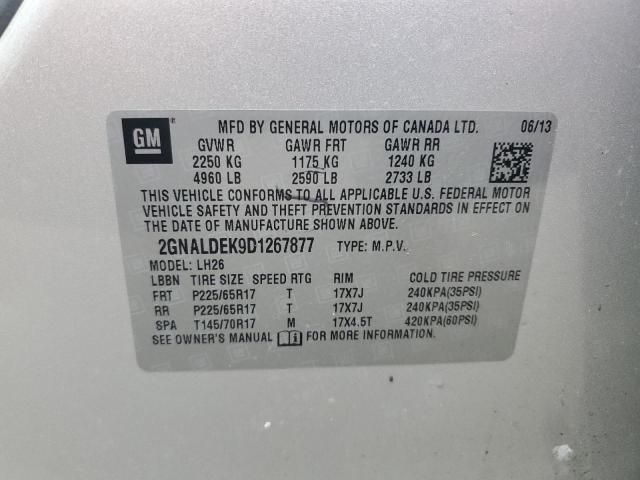 GM ® MFD BY GENERAL MOTORS OF CANADA LTD. 06/13
GVWR GAWR FRT GAWR RR
2250 KG 1175 KG 1240 KG
4960 LB 2590 LB 2733 LB
THIS VEHICLE CONFORMS TO ALL APPLICABLE U.S. FEDERAL MOTOR
VEHICLE SAFETY AND THEFT PREVENTION STANDARDS IN EFFECT ON
THE DATE OF MANUFACTURE SHOWN ABOVE.
2GNALDEK9D1267877 TYPE: M.P.V.
MODEL: LH26
LBBN TIRE SIZE SPEED RTG RIM COLD TIRE PRESSURE
FRT P225/65R17 T 17X7J 240KPA(35PSI)
RR P225/65R17 T 17X7J 240KPA(35PSI)
SPA T145/70R17 M 17X4.5T 420KPA(60PSI)
SEE OWNER'S MANUAL FOR MORE INFORMATION.